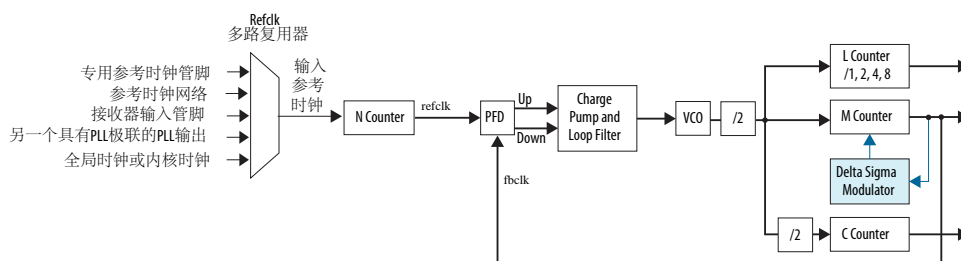 Refclk
多路复用器
专用参考时钟管脚
参考时钟网络
接收器输入管脚
另一个具有PLL极联的PLL输出
全局时钟或内核时钟
输入
参考
时钟
N Counter
refclk
PFD
Up
Down
fbclk
Charge
Pump and
Loop Filter
VCO
/2
L Counter
/1, 2, 4, 8
M Counter
Delta Sigma
Modulator
/2
C Counter